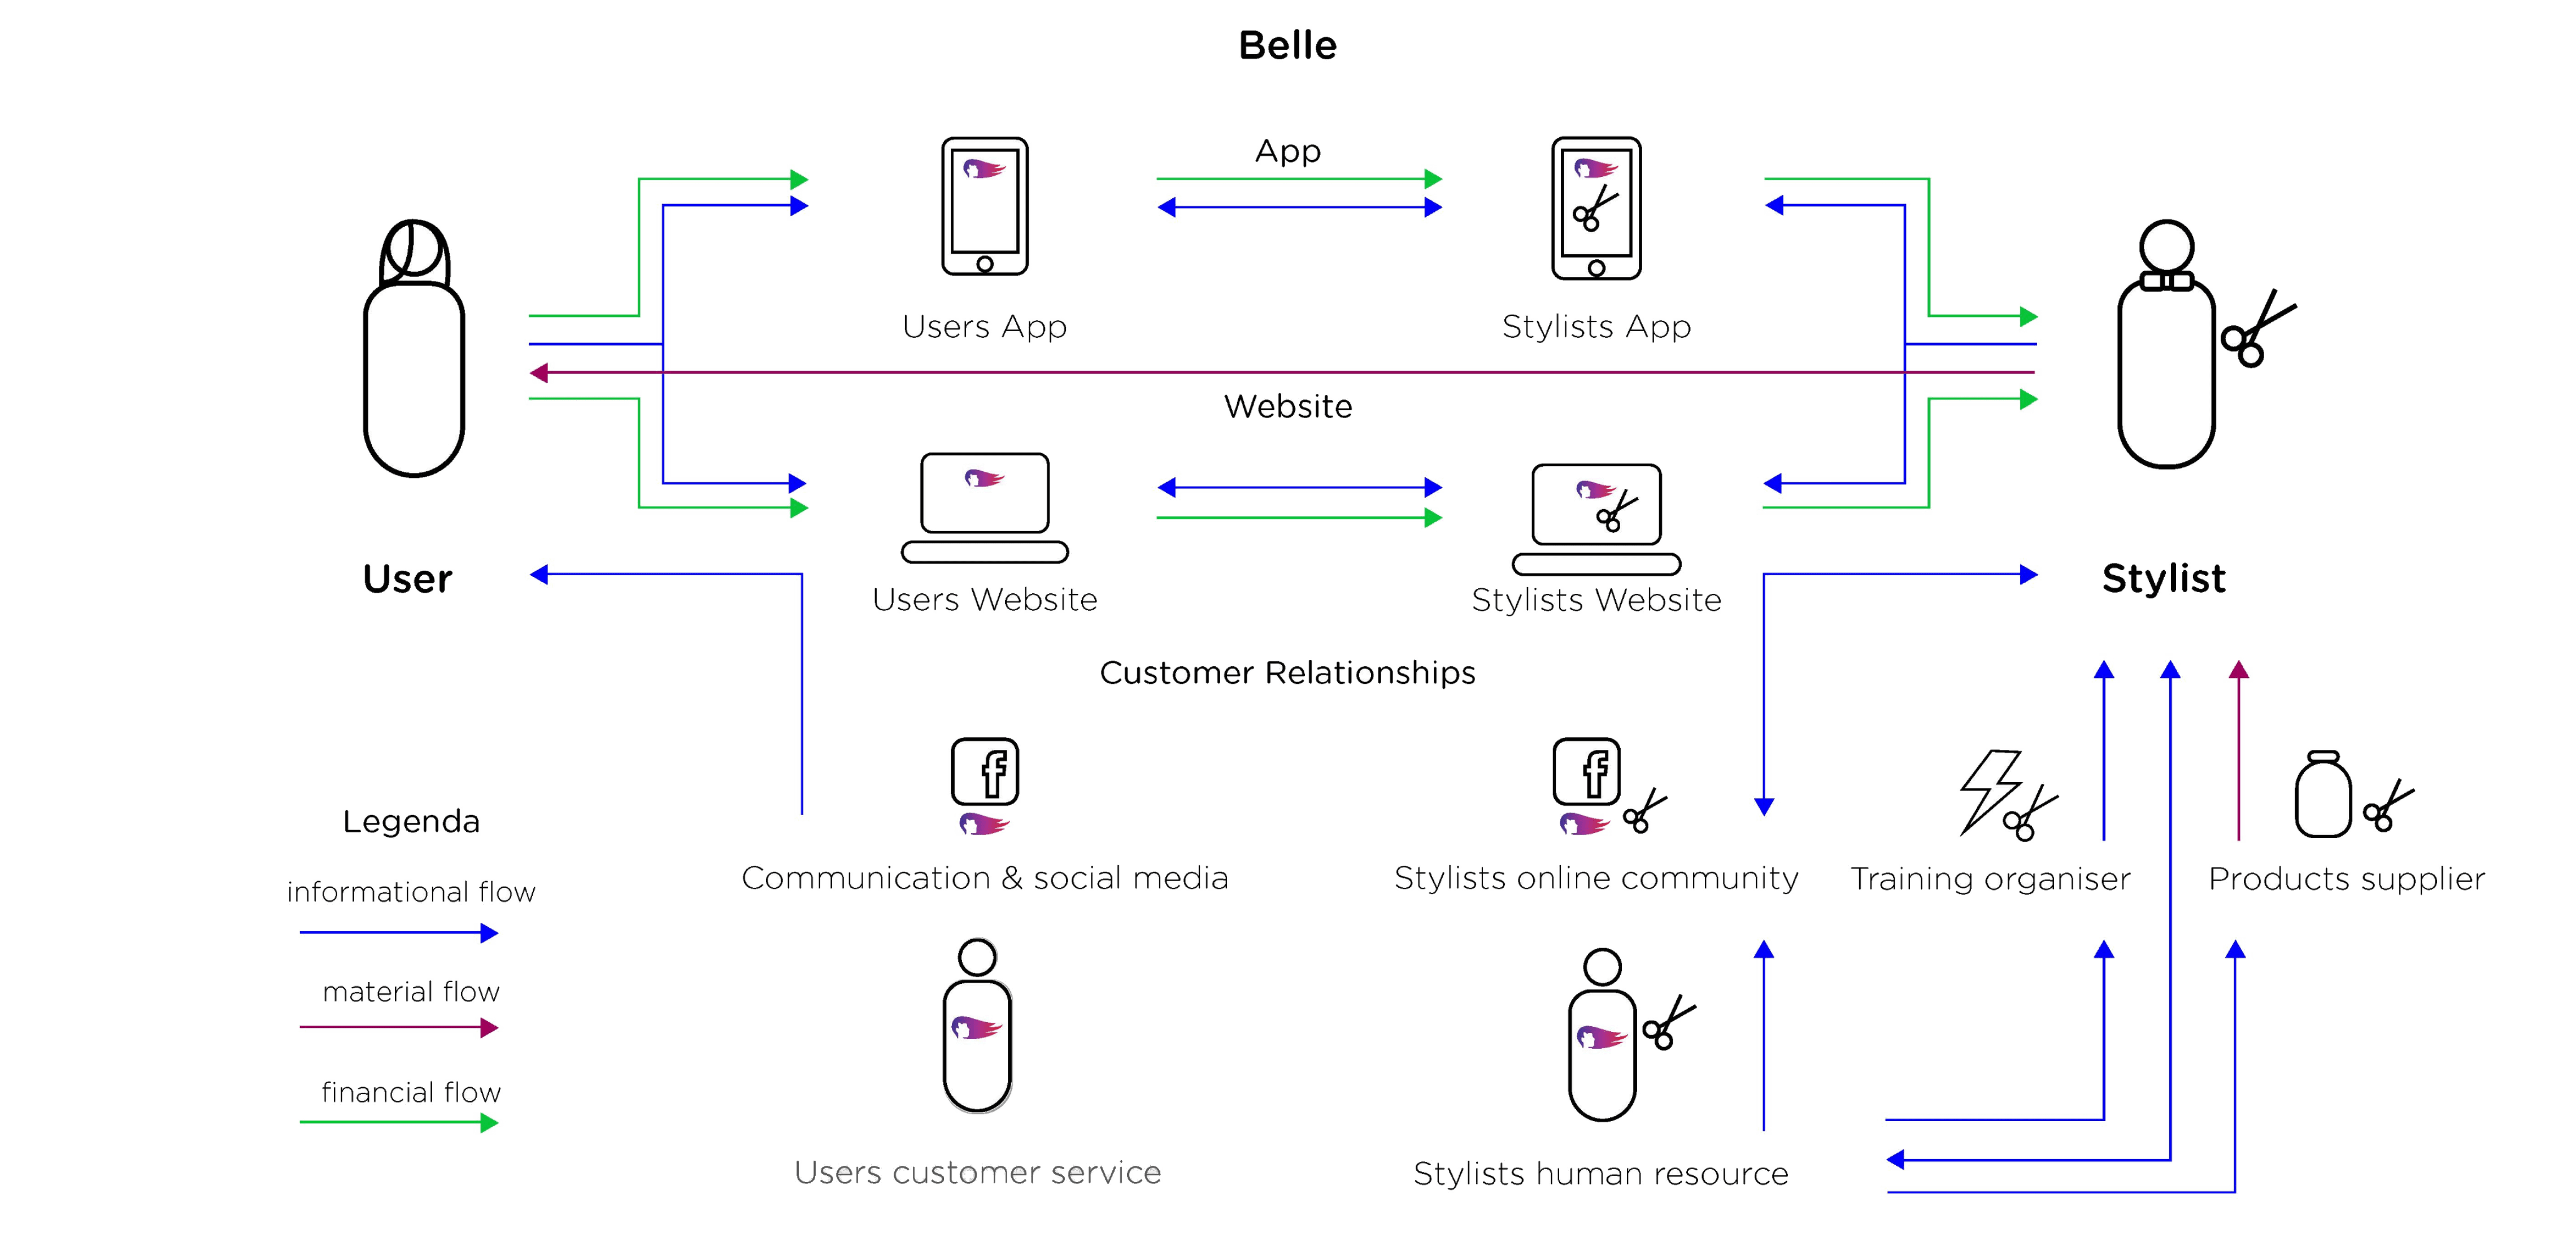 Belle
App
Users App
Stylists App
Website
User
Users Website
Stylists Website
Stylist
Customer Relationships
Legenda
informational flow
material flow
financial flow
Communication & social media
Stylists online community
Training organiser
Products supplier
Users customer service
Stylists human resource